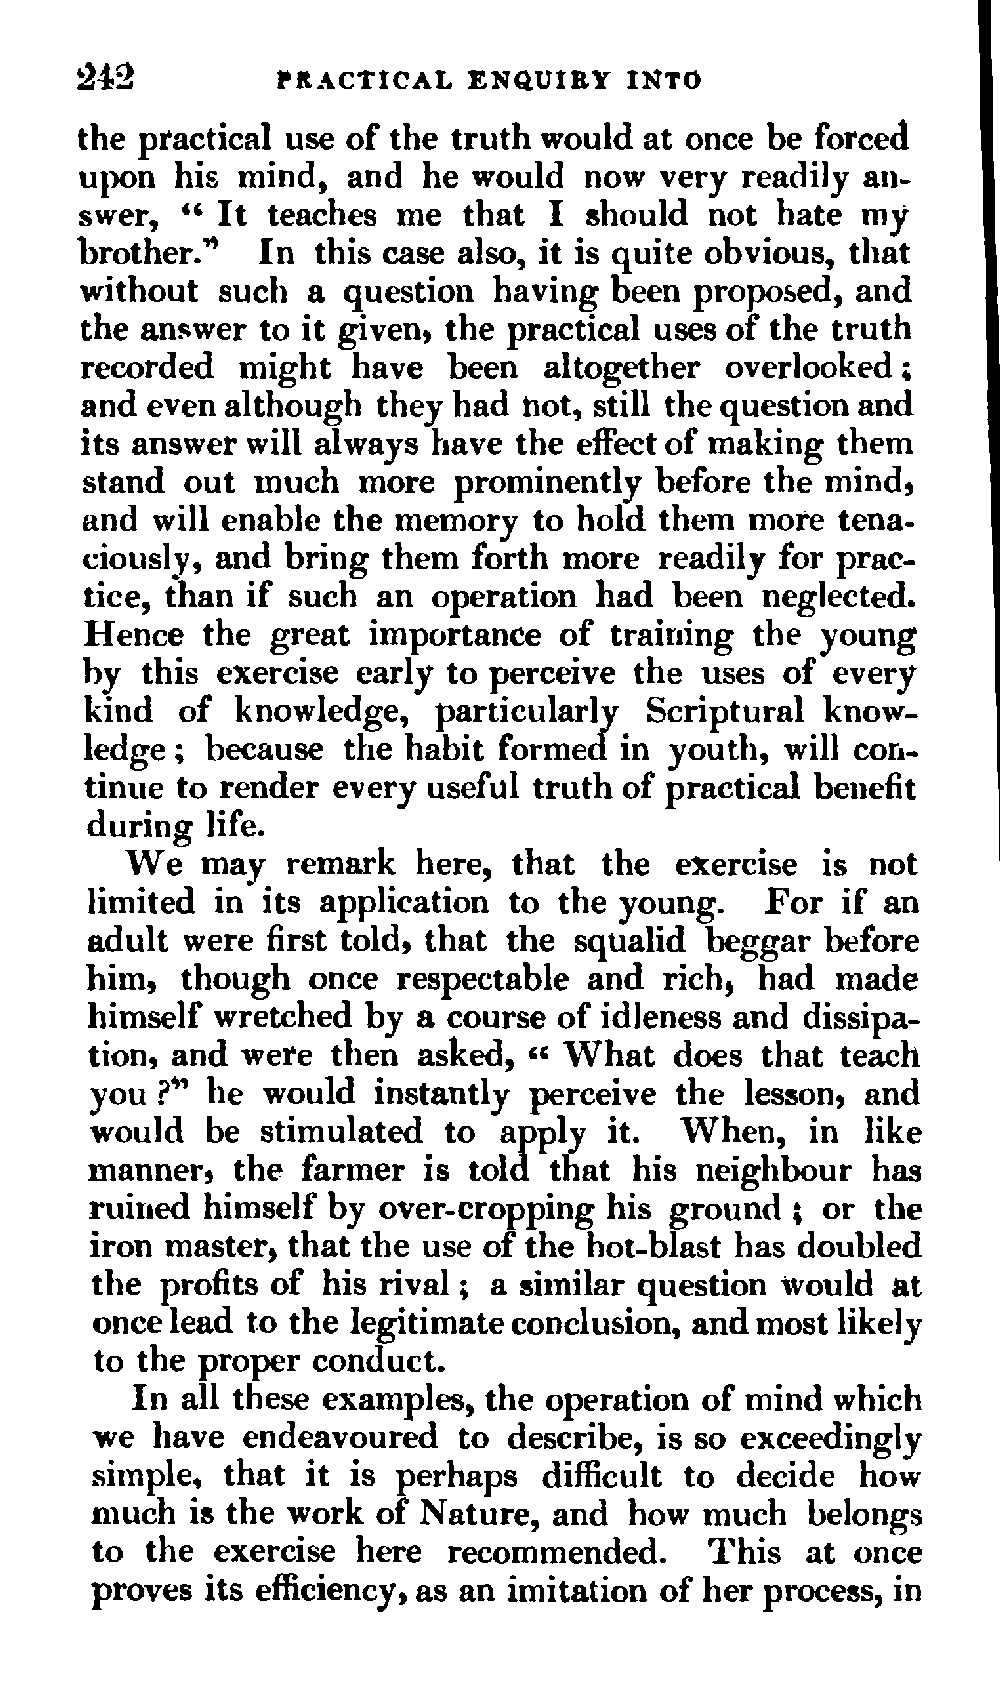 242 PRACTICAL ENQUIRY INTO
the practical use of the truth would at once be forced
upon his mind, and he would now very readily an-
swer, “ It teaches me that I should not hate my
brother.” In this case also, it is quite obvious, that
without such a question having been proposed, and
the answer to it given, the practical uses of the truth
recorded might have been altogether overlooked ;
and even although they had not, still the question and
its answer will always have the effect of making them
stand out much more prominently before the mind,
and will enable the memory to hold them more tena-
ciously, and bring them forth more readily for prac-
tice, than if such an operation had been neglected.
Hence the great importance of training the young
by this exercise early to perceive the uses of every
kind of knowledge, particularly Scriptural know-
ledge ; because the habit formed in youth, will con-
tinue to render every useful truth of practical benefit
during life.
We may remark here, that the exercise is not
limited in its application to the young. For if an
adult were first told, that the squalid beggar before
him, though once respectable and rich, had made
himself wretched by a course of idleness and dissipa-
tion, and were then asked, “ What does that teach
you ?” he would instantly perceive the lesson, and
would be stimulated to apply it. When, in like
manner, the farmer is told that his neighbour has
ruined himself by over-cropping his ground ; or the
iron master, that the use of the hot-blast has doubled
the profits of his rival ; a similar question would at
once lead to the legitimate conclusion, and most likely
to the proper conduct.
In all these examples, the operation of mind which
we have endeavoured to describe, is so exceedingly
simple, that it is perhaps difficult to decide how
much is the work of Nature, and how much belongs
to the exercise here recommended. This at once
proves its efficiency, as an imitation of her process, in